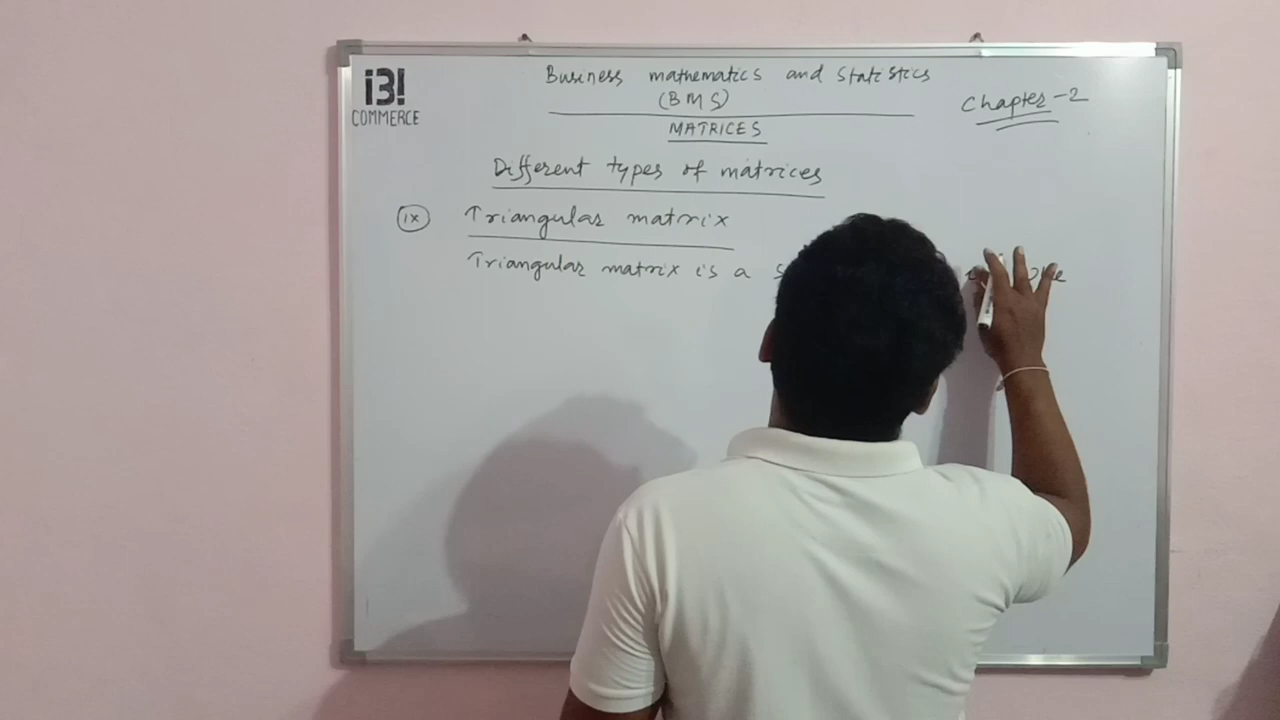 i3!
COMMERCE
Business mathematics and statistics
(BMS)
Chapter-2
MATRICES
Different types of matrices
ix Triangular matrix
Triangular matrix is a